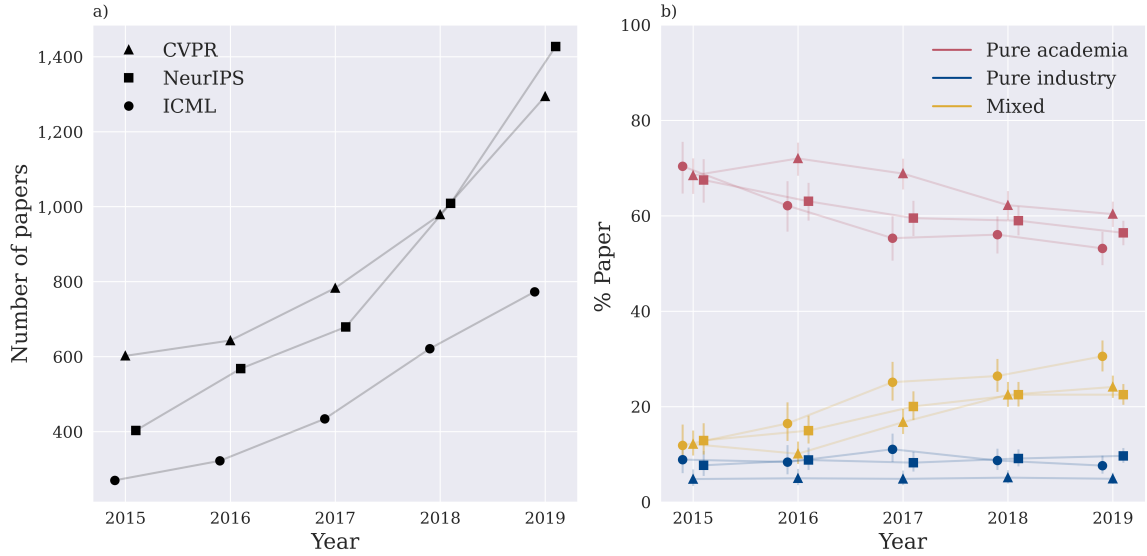 a)
Number of papers
1,400
1,200
1,000
800
600
400
CVPR
NeurIPS
ICML
2015 2016 2017 2018 2019
Year
b)
% Paper
100
80
60
40
20
0
Pure academia
Pure industry
Mixed
2015 2016 2017 2018 2019
Year